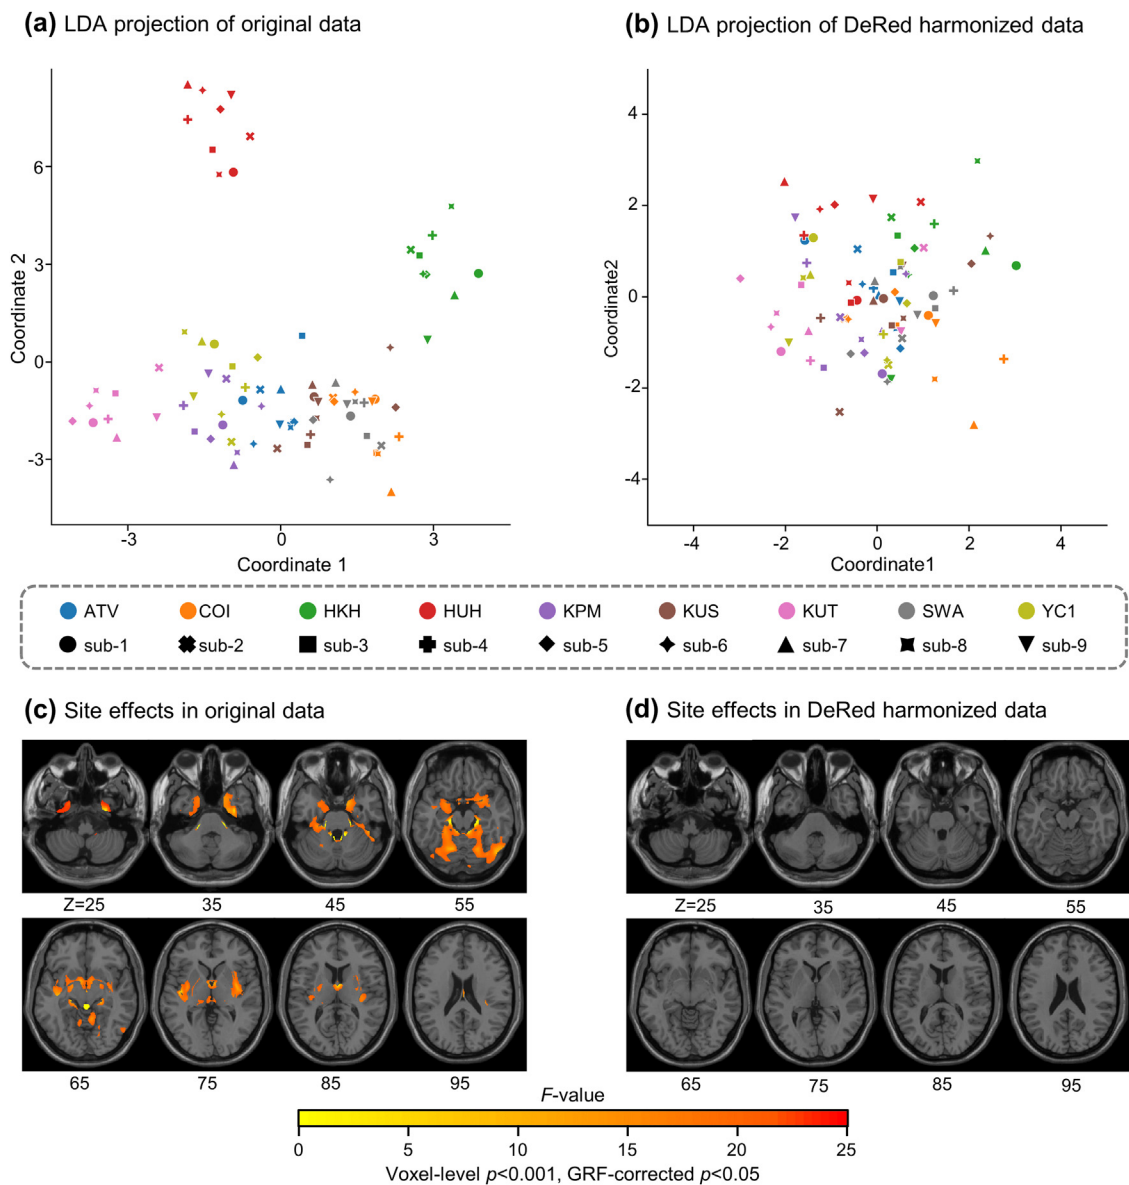 (a) LDA projection of original data
(b) LDA projection of DeRed harmonized data
Coordinate 2
6
3
0
-3
-3
0
3
Coordinate 1
Coordinate2
4
2
0
-2
-4
-4
-2
0
2
4
Coordinate1
ATV
COI
HKH
HUH
KPM
KUS
KUT
SWA
YC1
sub-1
sub-2
sub-3
sub-4
sub-5
sub-6
sub-7
sub-8
sub-9
(c) Site effects in original data
(d) Site effects in DeRed harmonized data
Z=25
35
45
55
65
75
85
95
Z=25
35
45
55
65
75
85
95
F-value
0
5
10
15
20
25
Voxel-level p<0.001, GRF-corrected p<0.05